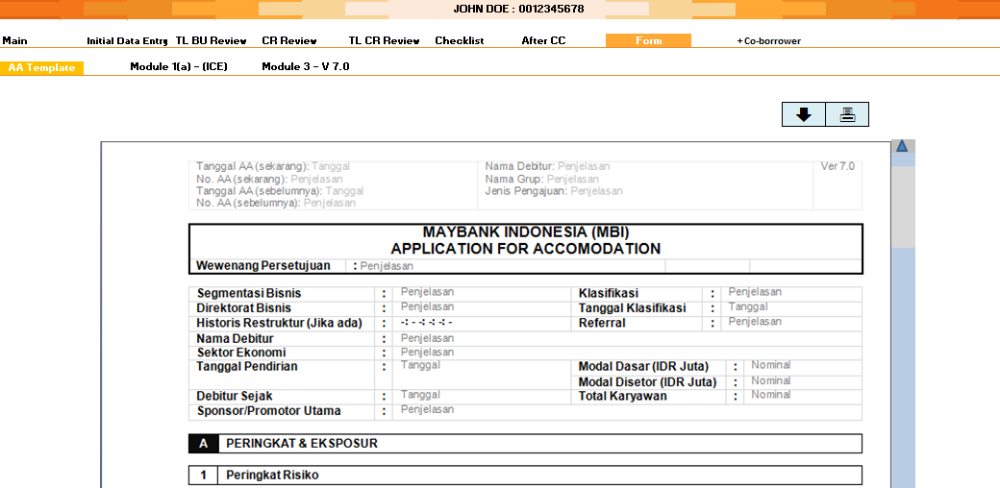 JOHN DOE : 0012345678
Main Initial Data Entry TL BU Review CR Review TL CR Review Checklist After CC Form +Co-borrower
AA Template Module 1(a) - (ICE) Module 3 - V 7.0
Tanggal AA (sekarang): Tanggal Nama Debitur: Penjelasan Ver 7.0
No. AA (sekarang): Penjelasan Nama Grup: Penjelasan
Tanggal AA (sebelumnya): Tanggal Jenis Pengajuan: Penjelasan
No. AA (sebelumnya): Penjelasan
MAYBANK INDONESIA (MBI)
APPLICATION FOR ACCOMODATION
Wewenang Persetujuan : Penjelasan
Segmentasi Bisnis : Penjelasan Klasifikasi : Penjelasan
Direktorat Bisnis : Penjelasan Tanggal Klasifikasi : Tanggal
Historis Restruktur (Jika ada) : -: - -: -: -: - Referral : Penjelasan
Nama Debitur : Penjelasan
Sektor Ekonomi : Penjelasan
Tanggal Pendirian : Tanggal Modal Dasar (IDR Juta) : Nominal
Modal Disetor (IDR Juta) : Nominal
Debitur Sejak : Tanggal Total Karyawan : Nominal
Sponsor/Promotor Utama : Penjelasan
A PERINGKAT & EKSPOSUR
1 Peringkat Risiko